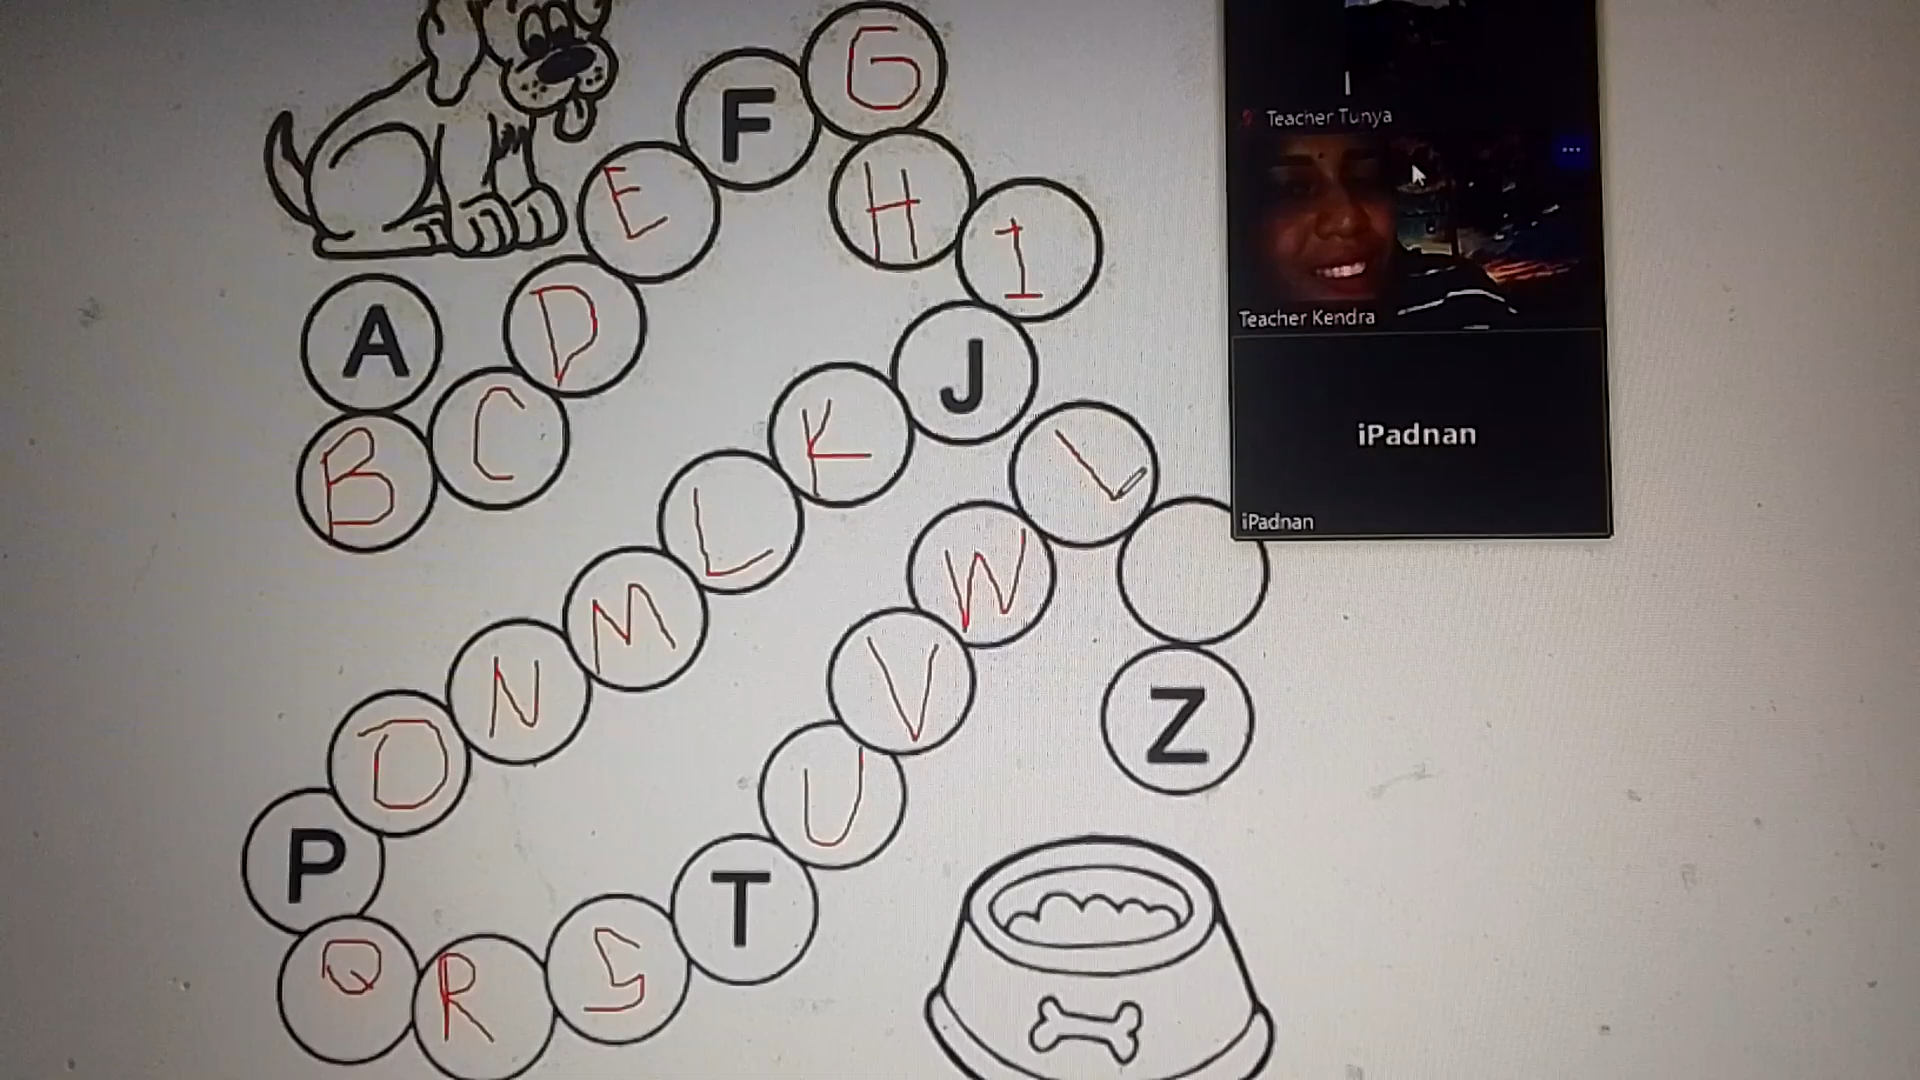 A
B
C
D
E
F
G
H
I
J
K
L
M
N
O
P
Q
R
S
T
U
V
W
Z
Teacher Tunya
Teacher Kendra
iPadnan
iPadnan